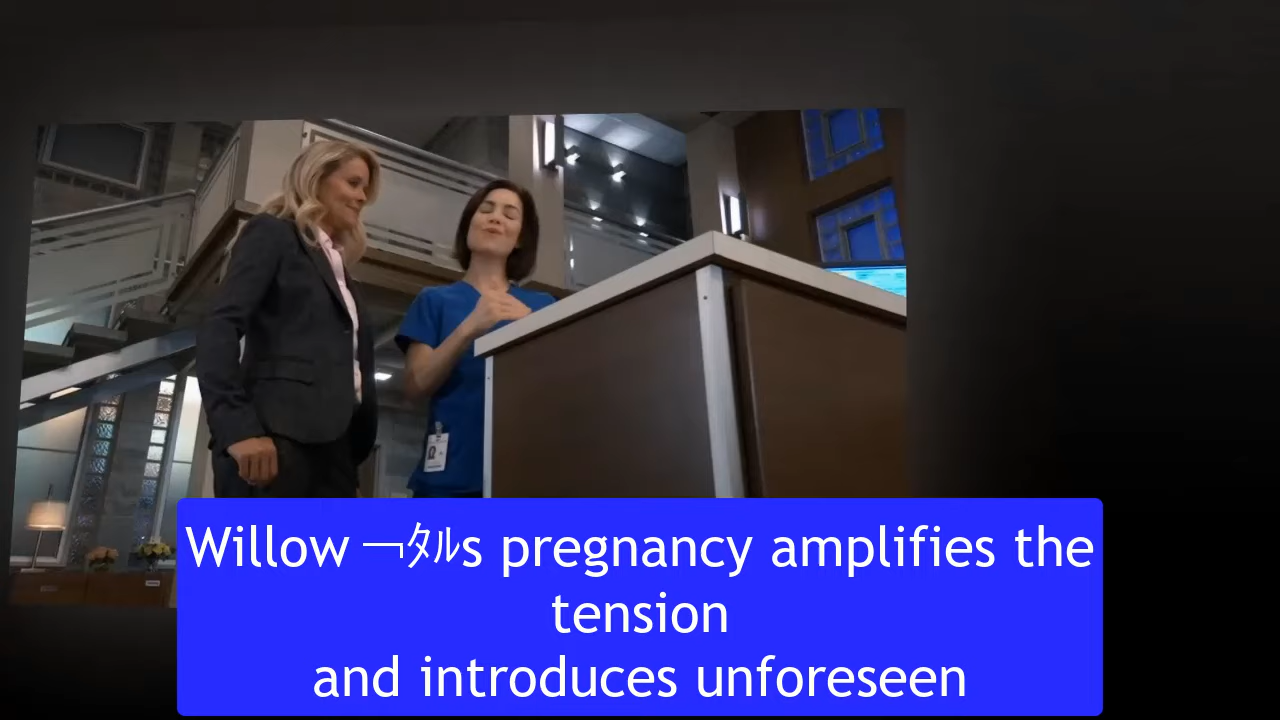 Willow ￢ﾀﾙs pregnancy amplifies the
tension
and introduces unforeseen